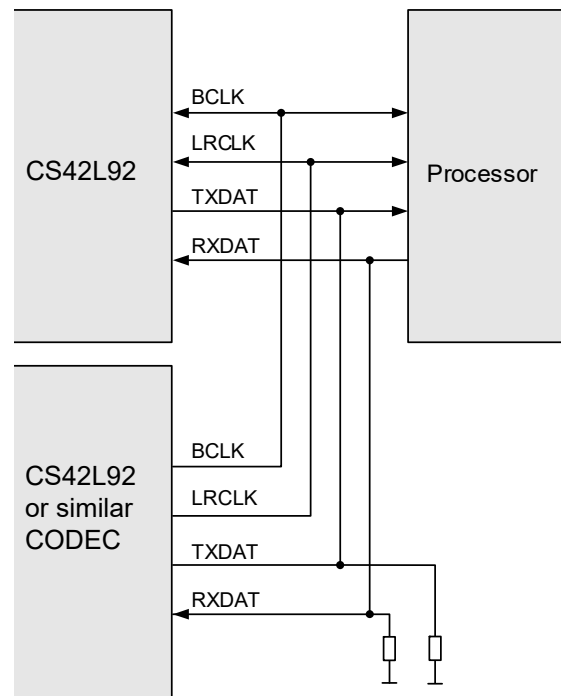 CS42L92
BCLK
LRCLK
TXDAT
RXDAT
Processor
CS42L92
or similar
CODEC
BCLK
LRCLK
TXDAT
RXDAT